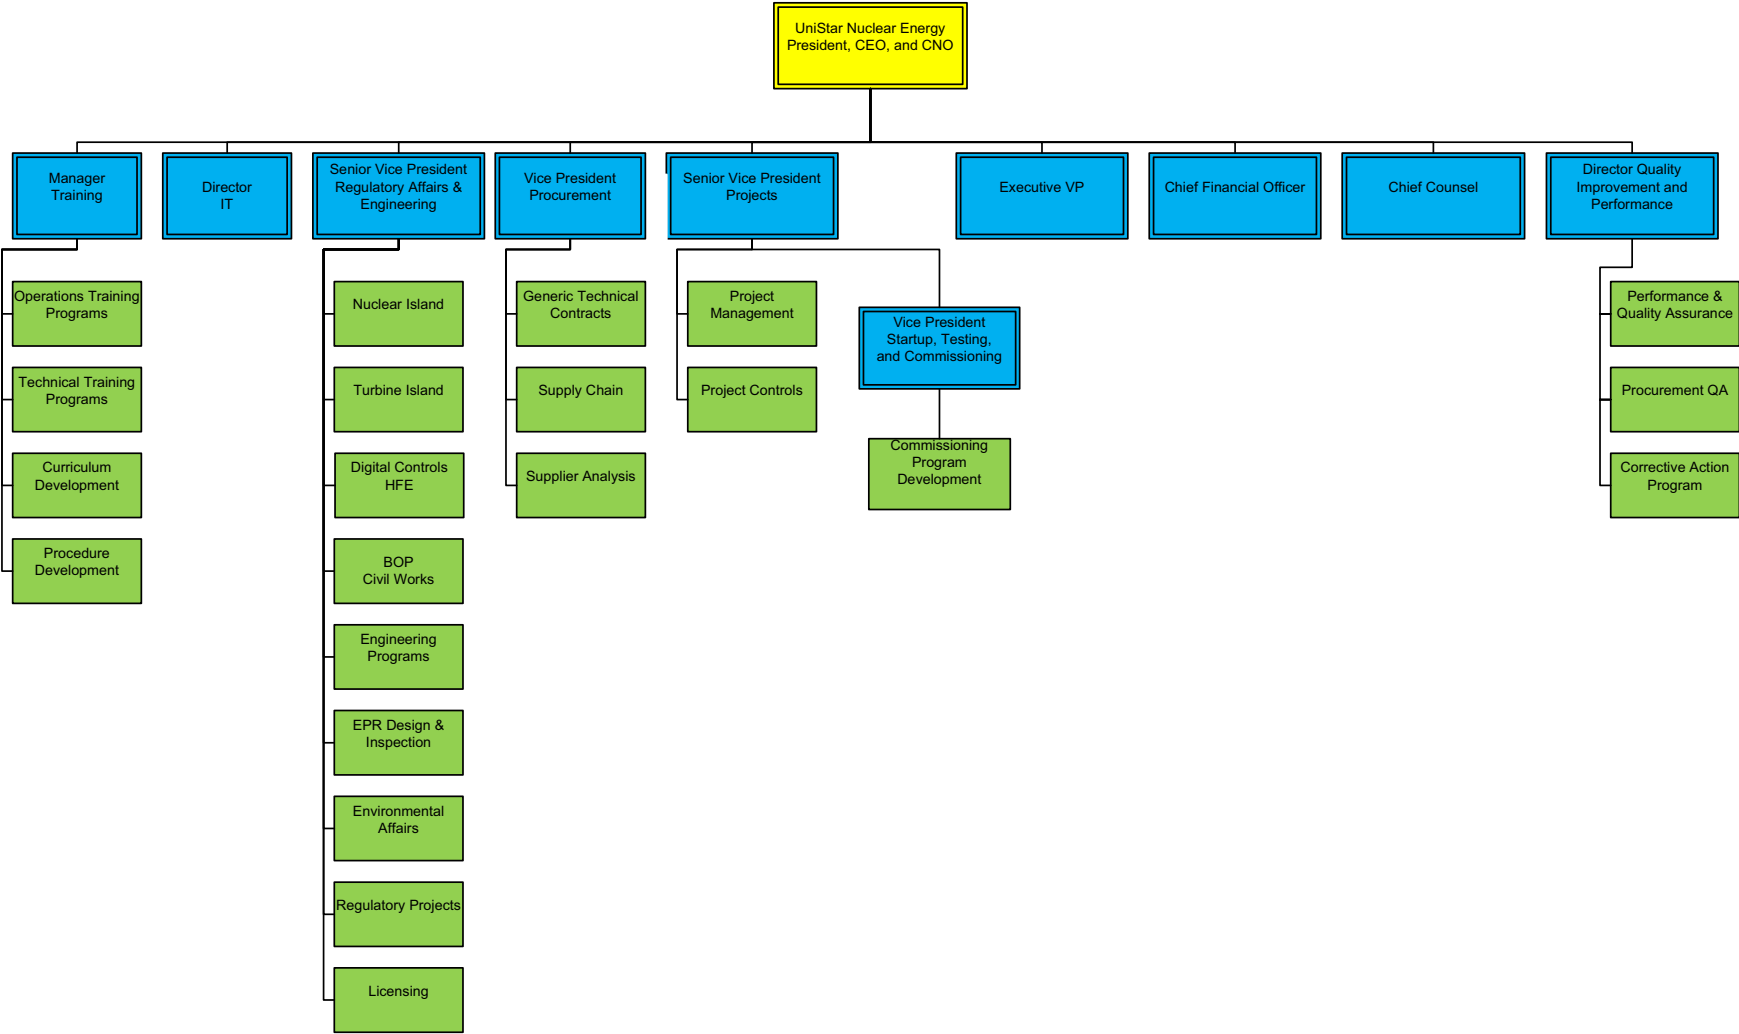 UniStar Nuclear Energy
President, CEO, and CNO
Manager
Training
Director
IT
Senior Vice President
Regulatory Affairs &
Engineering
Vice President
Procurement
Senior Vice President
Projects
Executive VP
Chief Financial Officer
Chief Counsel
Director Quality
Improvement and
Performance
Operations Training
Programs
Technical Training
Programs
Curriculum
Development
Procedure
Development
Nuclear Island
Turbine Island
Digital Controls
HFE
BOP
Civil Works
Engineering
Programs
EPR Design &
Inspection
Environmental
Affairs
Regulatory Projects
Licensing
Generic Technical
Contracts
Supply Chain
Supplier Analysis
Project
Management
Project Controls
Vice President
Startup, Testing,
and Commissioning
Commissioning
Program
Development
Performance &
Quality Assurance
Procurement QA
Corrective Action
Program